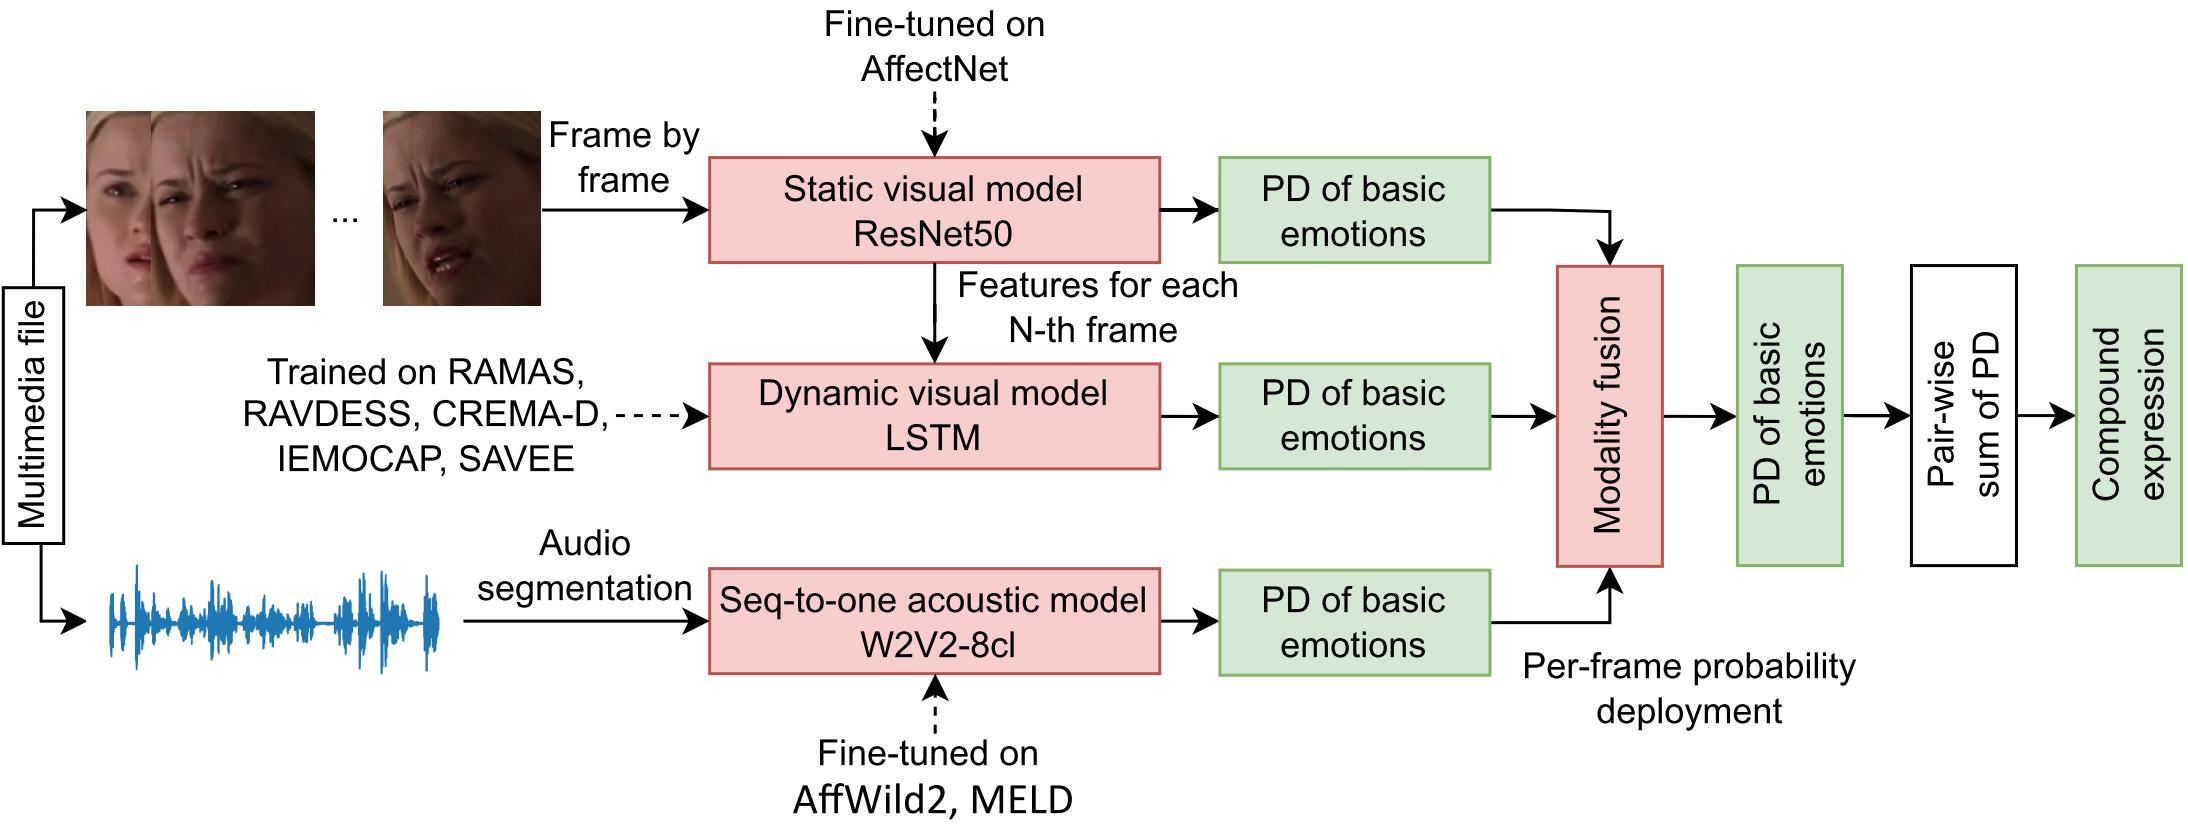 Fine-tuned on
AffectNet
Frame by
frame
...
Static visual model
ResNet50
PD of basic
emotions
Features for each
N-th frame
Multimedia file
Trained on RAMAS,
RAVDESS, CREMA-D,
IEMOCAP, SAVEE
Dynamic visual model
LSTM
PD of basic
emotions
Modality fusion
PD of basic
emotions
Pair-wise
sum of PD
Compound
expression
Audio
segmentation
Seq-to-one acoustic model
W2V2-8cl
PD of basic
emotions
Per-frame probability
deployment
Fine-tuned on
AffWild2, MELD